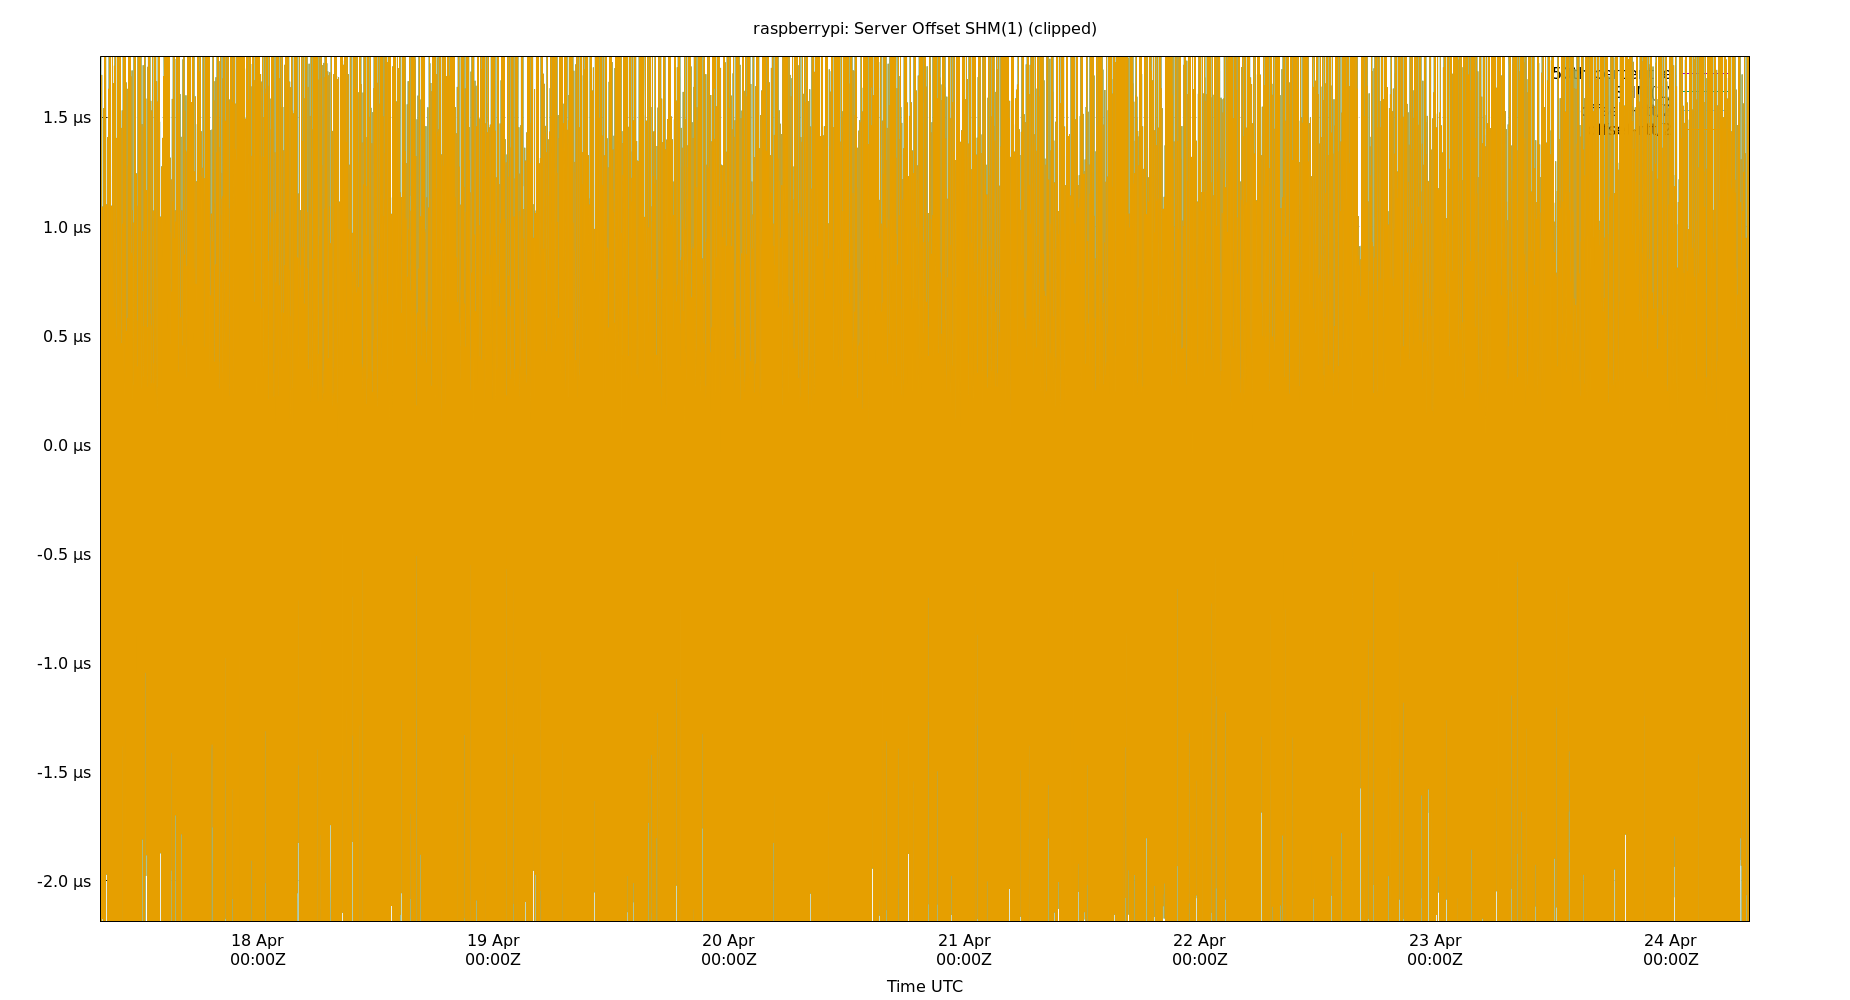 raspberrypi: Server Offset SHM(1) (clipped)
1.5 µs
1.0 µs
0.5 µs
0.0 µs
-0.5 µs
-1.0 µs
-1.5 µs
-2.0 µs
18 Apr 19 Apr 20 Apr 21 Apr 22 Apr 23 Apr 24 Apr
00:00Z 00:00Z 00:00Z 00:00Z 00:00Z 00:00Z 00:00Z
Time UTC